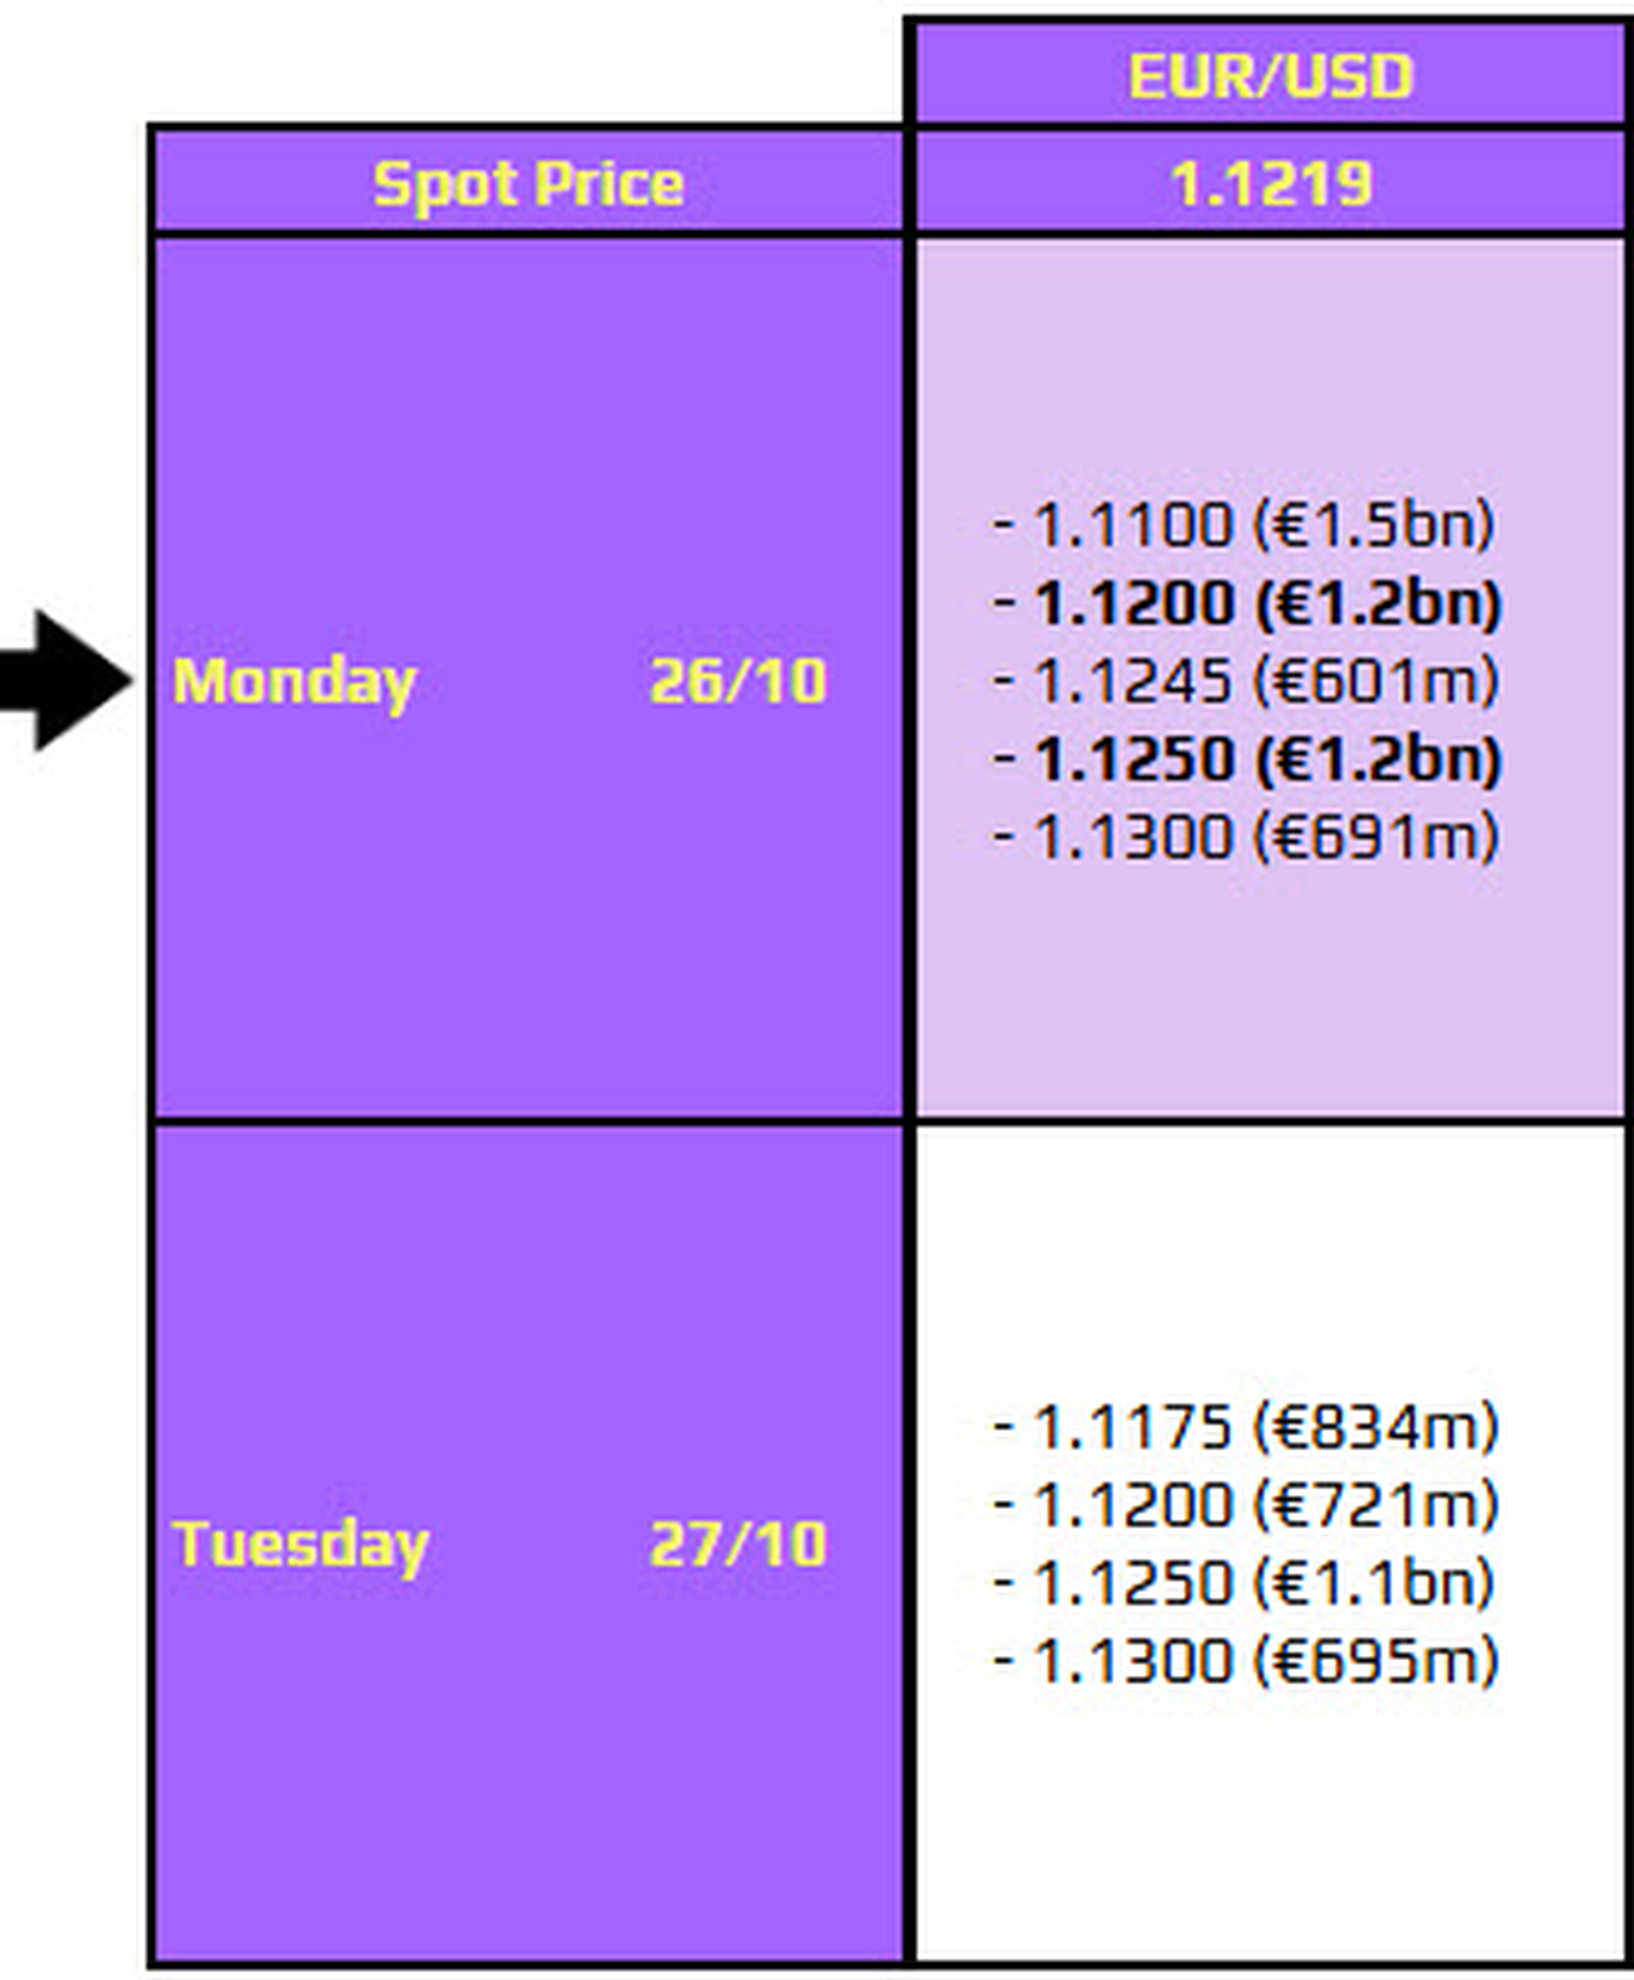 EUR/USD
Spot Price 1.1219
Monday 26/10
- 1.1100 (€1.5bn)
- 1.1200 (€1.2bn)
- 1.1245 (€601m)
- 1.1250 (€1.2bn)
- 1.1300 (€691m)
Tuesday 27/10
- 1.1175 (€834m)
- 1.1200 (€721m)
- 1.1250 (€1.1bn)
- 1.1300 (€695m)